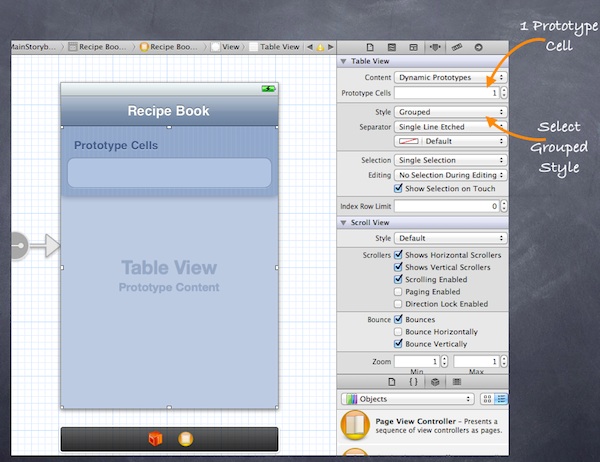 1 Prototype
Cell
MainStoryb... Recipe Boo... Recipe Boo... View Table View
Recipe Book
Prototype Cells
Table View
Prototype Content
Table View
Content Dynamic Prototypes
Prototype Cells 1
Style Grouped
Separator Single Line Etched
Default
Selection Single Selection
Editing No Selection During Editing
Show Selection on Touch
Index Row Limit 0
Select
Grouped
Style
Scroll View
Style Default
Scrollers Shows Horizontal Scrollers
Shows Vertical Scrollers
Scrolling Enabled
Paging Enabled
Direction Lock Enabled
Bounce Bounces
Bounce Horizontally
Bounce Vertically
Zoom 1 1
Min Max
{ }
Objects
Page View Controller – Presents a
sequence of view controllers as pages.